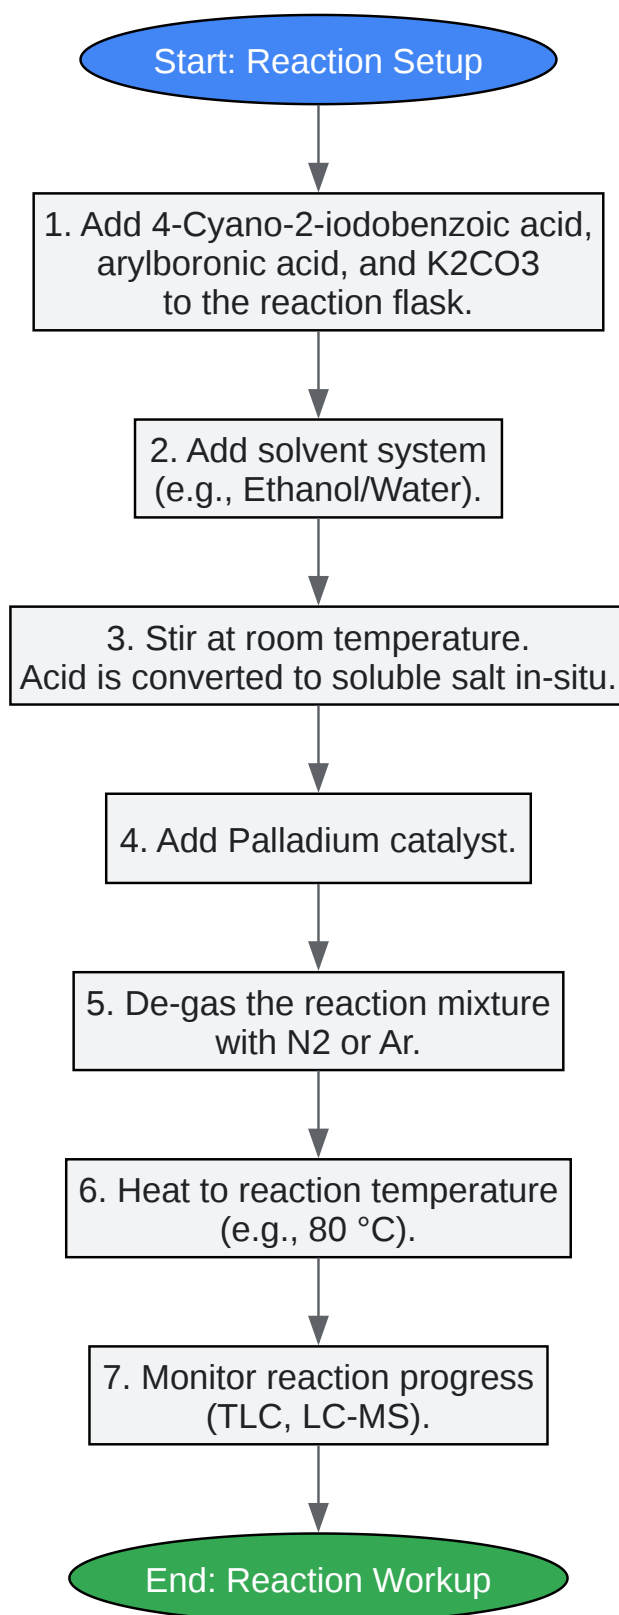 Start: Reaction Setup
1. Add 4-Cyano-2-iodobenzoic acid,
arylboronic acid, and K2CO3
to the reaction flask.
2. Add solvent system
(e.g., Ethanol/Water).
3. Stir at room temperature.
Acid is converted to soluble salt in-situ.
4. Add Palladium catalyst.
5. De-gas the reaction mixture
with N2 or Ar.
6. Heat to reaction temperature
(e.g., 80 °C).
7. Monitor reaction progress
(TLC, LC-MS).
End: Reaction Workup